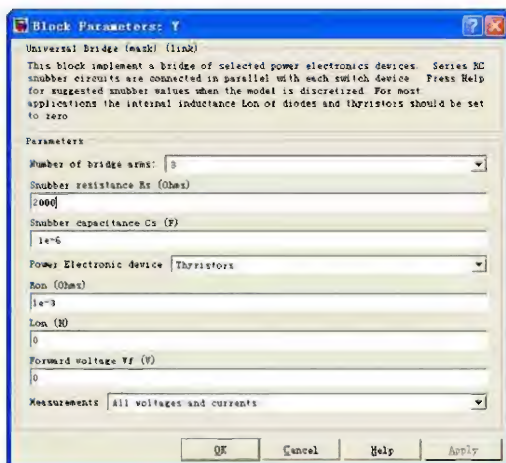 Block Parameters: Y
Universal Bridge (mask) (link)
This block implement a bridge of selected power electronics devices. Series RC
snubber circuits are connected in parallel with each switch device. Press Help
for suggested snubber values when the model is discretized. For most
applications the internal inductance Lon of diodes and thyristors should be set
to zero
Parameters
Number of bridge arms: 3
Snubber resistance Rs (Ohms)
2000
Snubber capacitance Cs (F)
1e-6
Power Electronic device Thyristors
Ron (Ohms)
1e-3
Lon (H)
0
Forward voltage Vf (V)
0
Measurements All voltages and currents
OK Cancel Help Apply